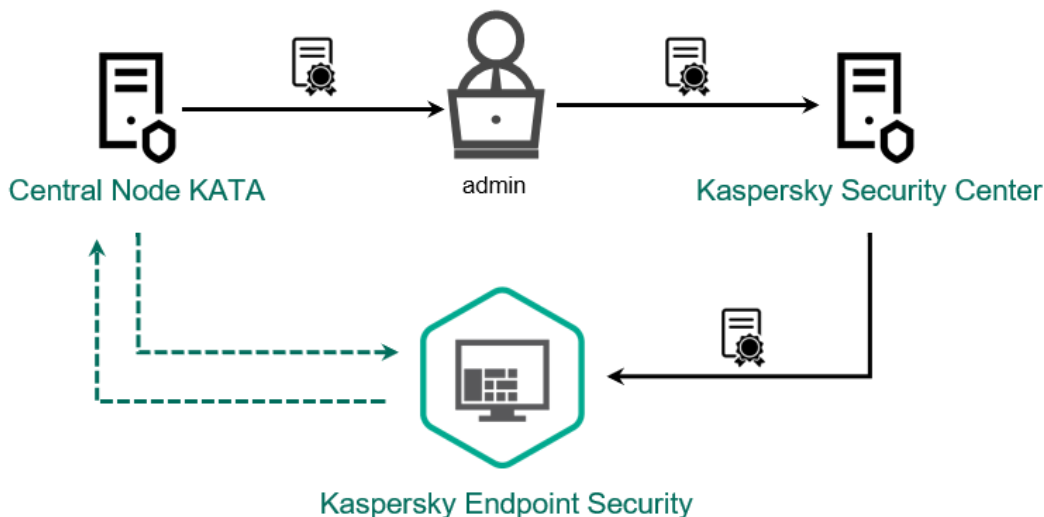 Central Node KATA
admin
Kaspersky Security Center
Kaspersky Endpoint Security